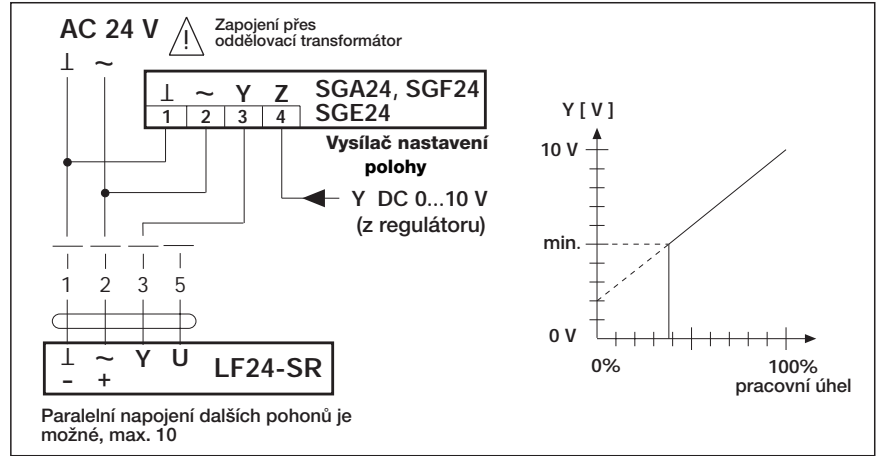 AC 24 V
Zapojení přes
oddělovací transformátor
⊥ ~
⊥ ~ Y Z
1 2 3 4
SGA24, SGF24
SGE24
Vysílač nastavení
polohy
Y DC 0...10 V
(z regulátoru)
1 2 3 5
⊥ ~ Y U
- +
LF24-SR
Paralelní napojení dalších pohonů je
možné, max. 10
Y [ V ]
10 V
min.
0 V
0% 100%
pracovní úhel